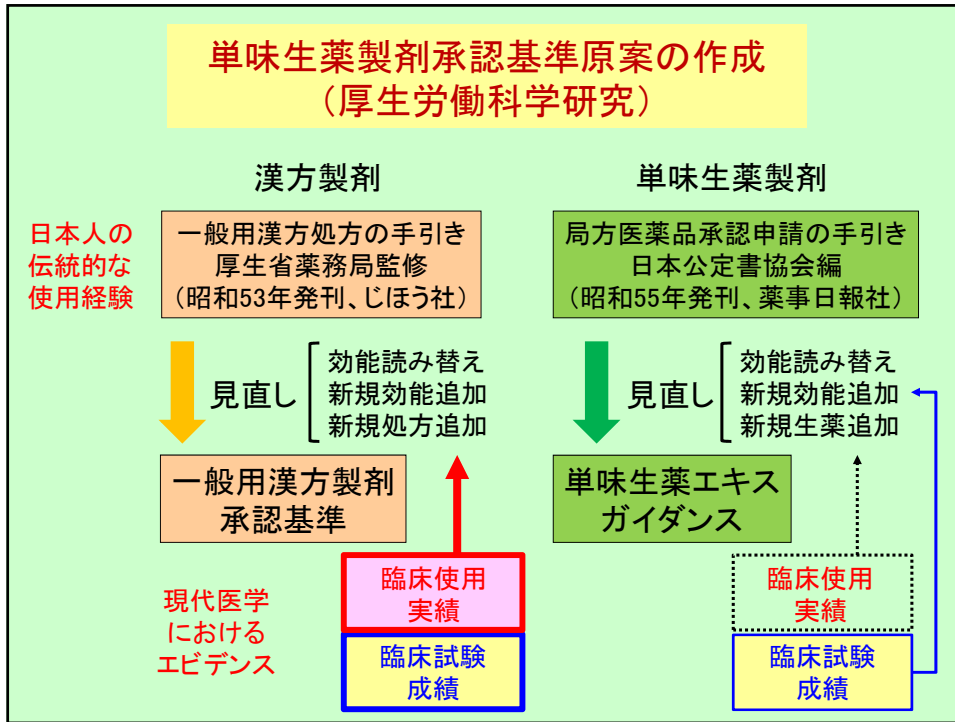 単味生薬製剤承認基準原案の作成
（厚生労働科学研究）
漢方製剤
単味生薬製剤
日本人の
伝統的な
使用経験
一般用漢方処方の手引き
厚生省薬務局監修
（昭和53年発刊、じほう社）
局方医薬品承認申請の手引き
日本公定書協会編
（昭和55年発刊、薬事日報社）
見直し
効能読み替え
新規効能追加
新規処方追加
見直し
効能読み替え
新規効能追加
新規生薬追加
一般用漢方製剤
承認基準
単味生薬エキス
ガイダンス
現代医学
における
エビデンス
臨床使用
実績
臨床試験
成績
臨床使用
実績
臨床試験
成績